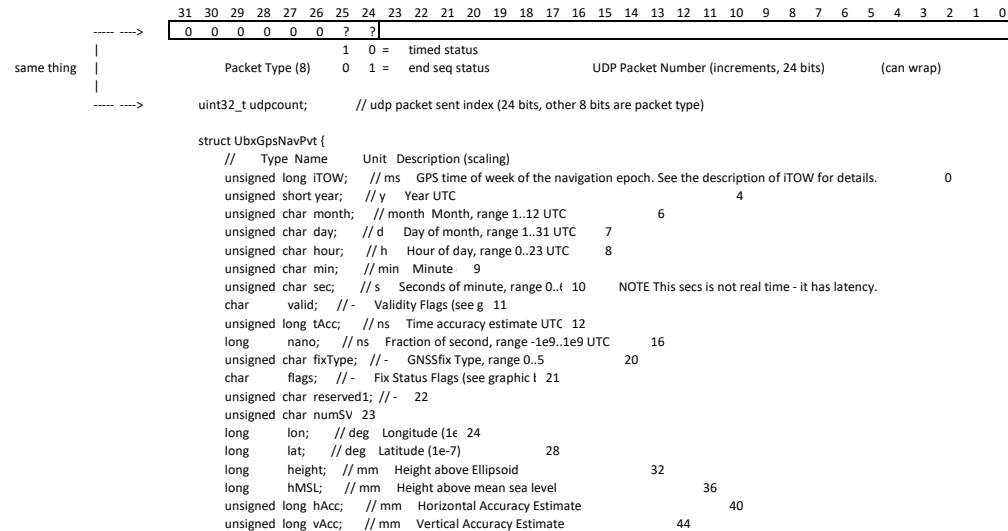 31 30 29 28 27 26 25 24 23 22 21 20 19 18 17 16 15 14 13 12 11 10 9 8 7 6 5 4 3 2 1 0
----- ----> 0 0 0 0 0 0 ? ?
| 1 0 = timed status
same thing | Packet Type (8) 0 1 = end seq status UDP Packet Number (increments, 24 bits) (can wrap)
|
----- ----> uint32_t udpcount; // udp packet sent index (24 bits, other 8 bits are packet type)
struct UbxGpsNavPvt {
// Type Name Unit Description (scaling)
unsigned long iTOW; // ms GPS time of week of the navigation epoch. See the description of iTOW for details. 0
unsigned short year; // y Year UTC 4
unsigned char month; // month Month, range 1..12 UTC 6
unsigned char day; // d Day of month, range 1..31 UTC 7
unsigned char hour; // h Hour of day, range 0..23 UTC 8
unsigned char min; // min Minute 9
unsigned char sec; // s Seconds of minute, range 0.. 10 NOTE This secs is not real time - it has latency.
char valid; // - Validity Flags (see g 11
unsigned long tAcc; // ns Time accuracy estimate UTC 12
long nano; // ns Fraction of second, range -1e9..1e9 UTC 16
unsigned char fixType; // - GNSSfix Type, range 0..5 20
char flags; // - Fix Status Flags (see graphic 21
unsigned char reserved1; // - 22
unsigned char numSV 23
long lon; // deg Longitude (1e 24
long lat; // deg Latitude (1e-7) 28
long height; // mm Height above Ellipsoid 32
long hMSL; // mm Height above mean sea level 36
unsigned long hAcc; // mm Horizontal Accuracy Estimate 40
unsigned long vAcc; // mm Vertical Accuracy Estimate 44